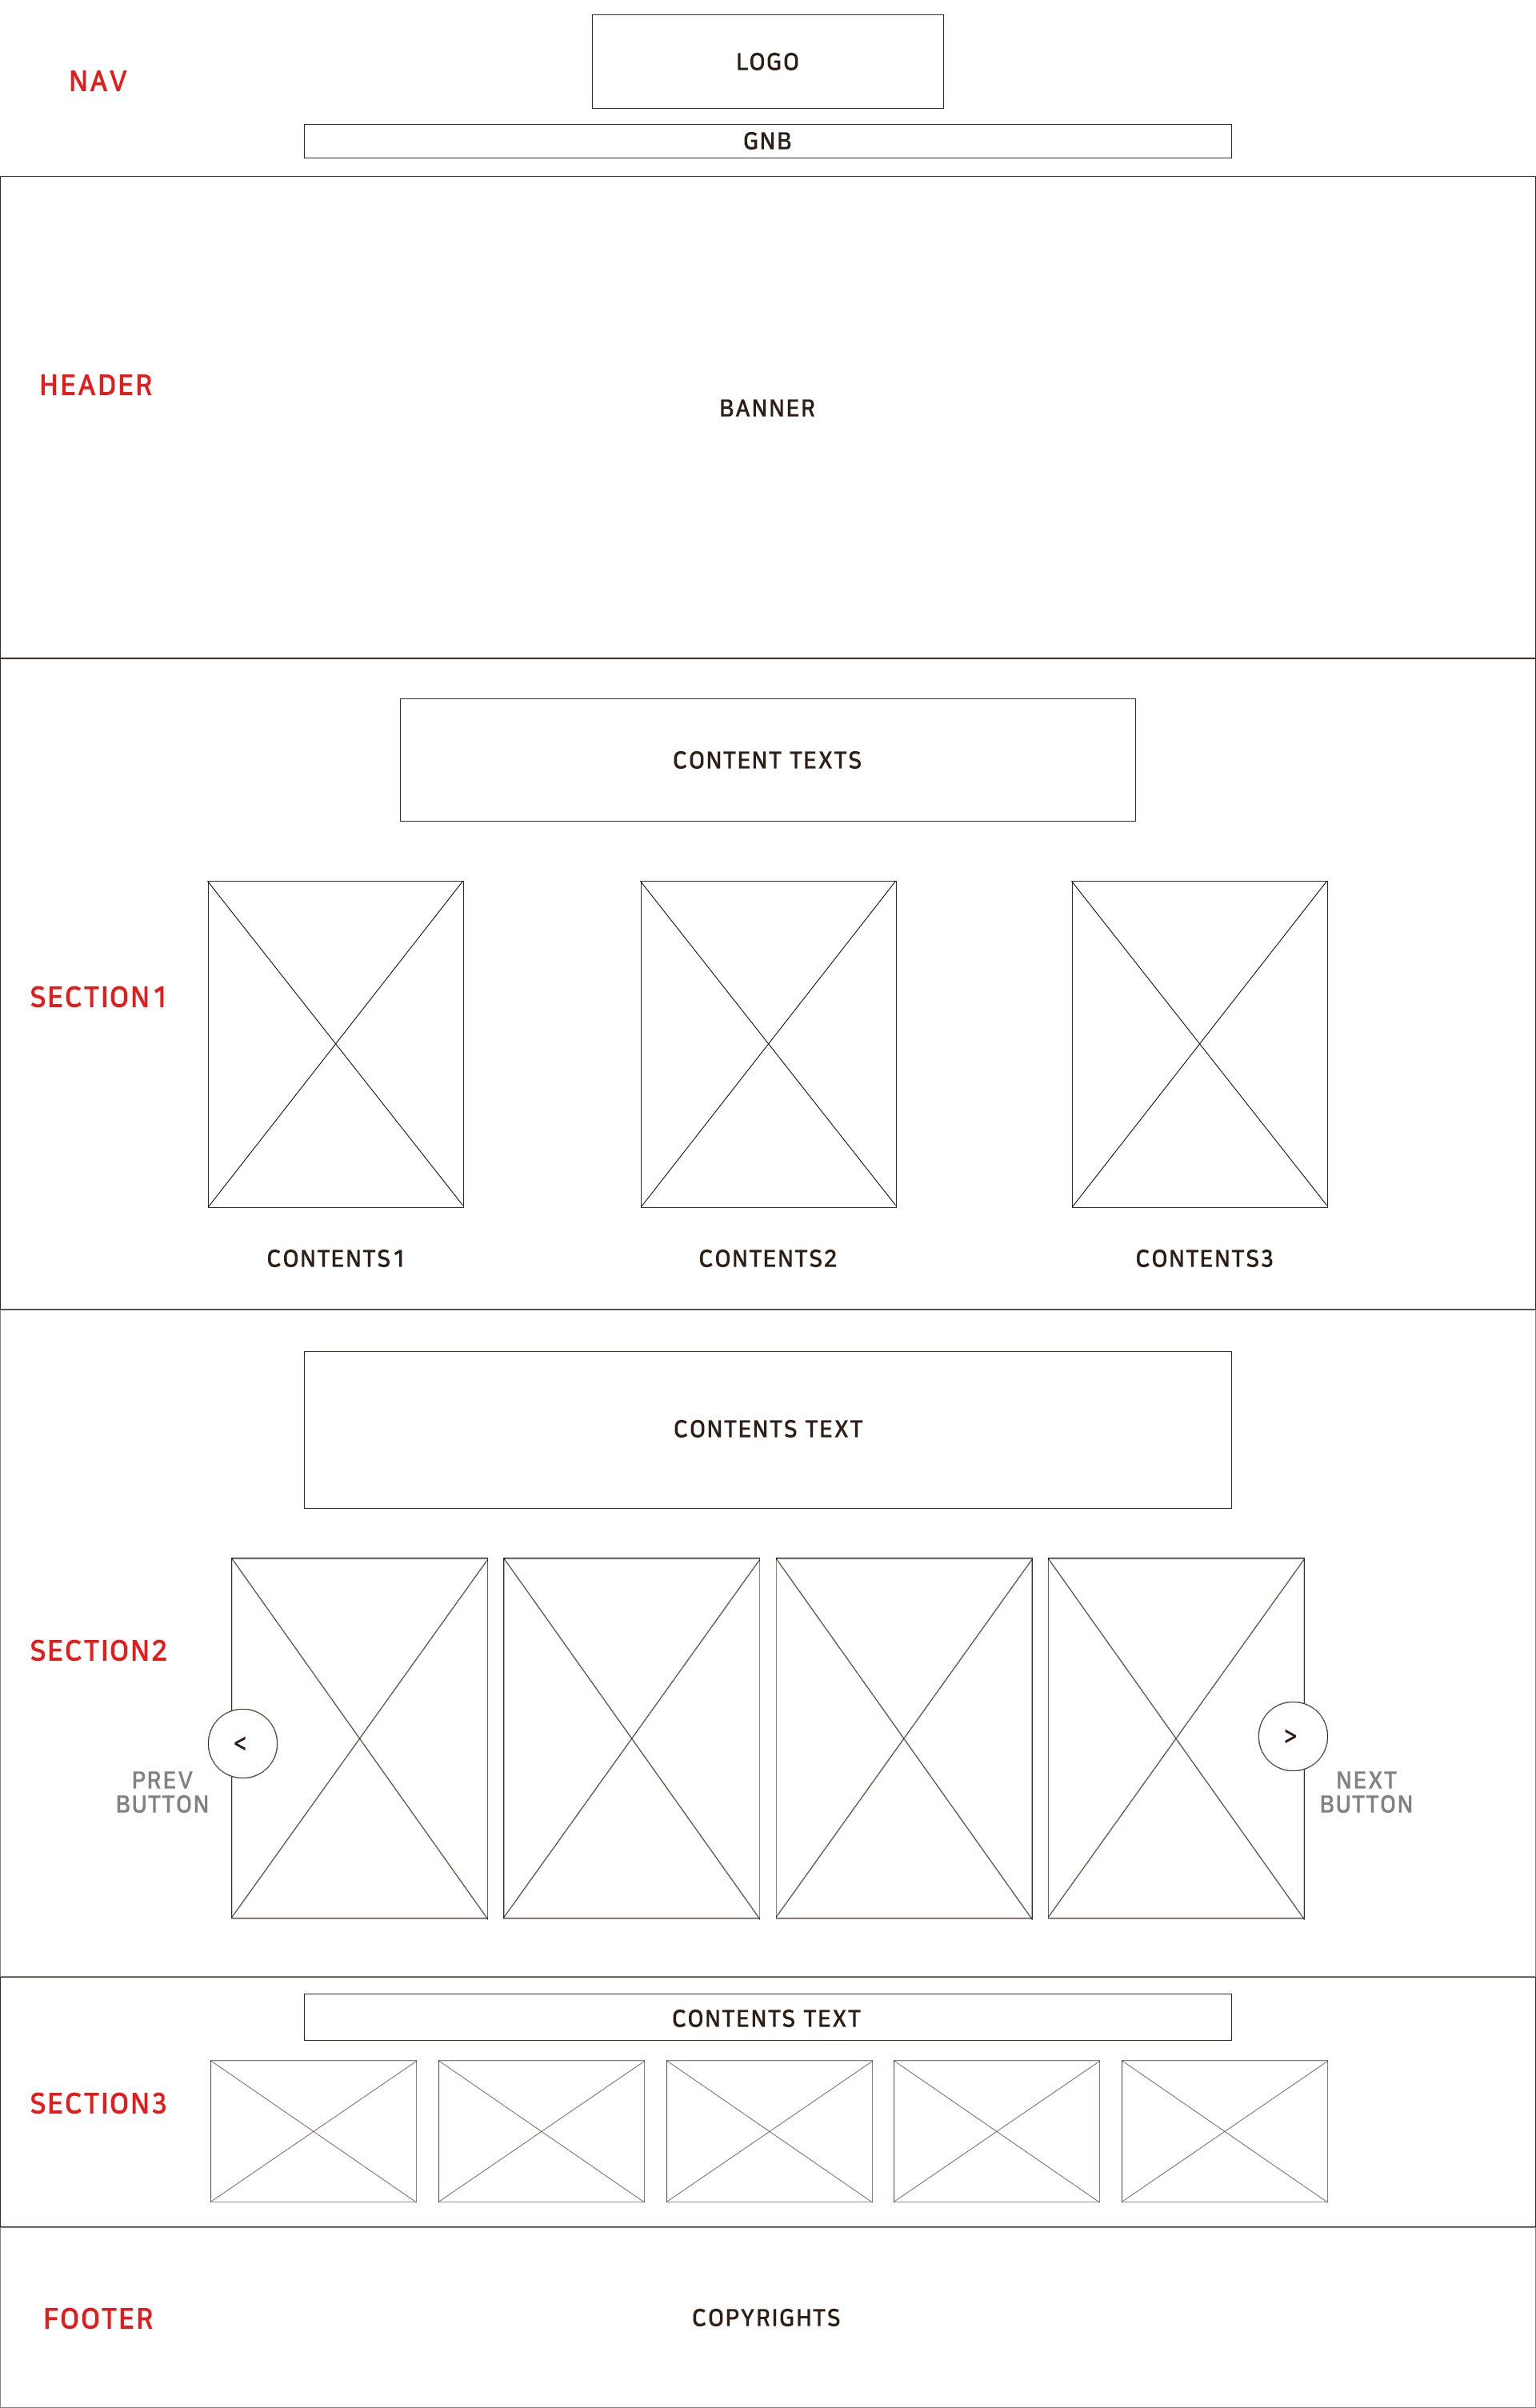 LOGO
NAV
GNB
HEADER
BANNER
CONTENT TEXTS
SECTION1
CONTENTS1
CONTENTS2
CONTENTS3
CONTENTS TEXT
SECTION2
<
>
PREV
BUTTON
NEXT
BUTTON
CONTENTS TEXT
SECTION3
FOOTER
COPYRIGHTS